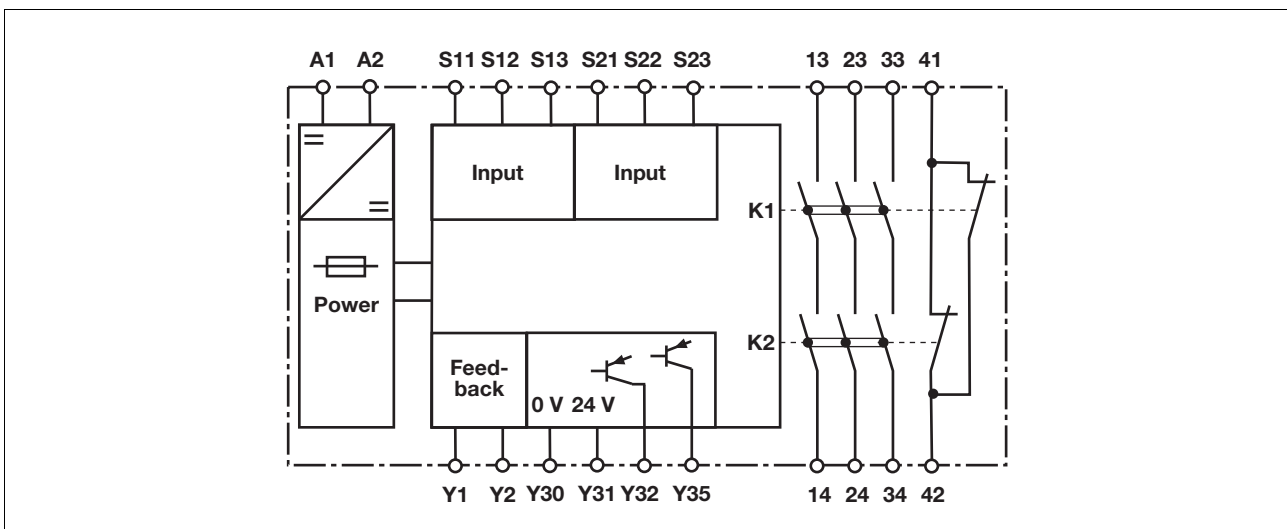 A1 A2 S11 S12 S13 S21 S22 S23 13 23 33 41
Input Input
K1
Power
K2
Feed-
back
0 V 24 V
Y1 Y2 Y30 Y31 Y32 Y35 14 24 34 42